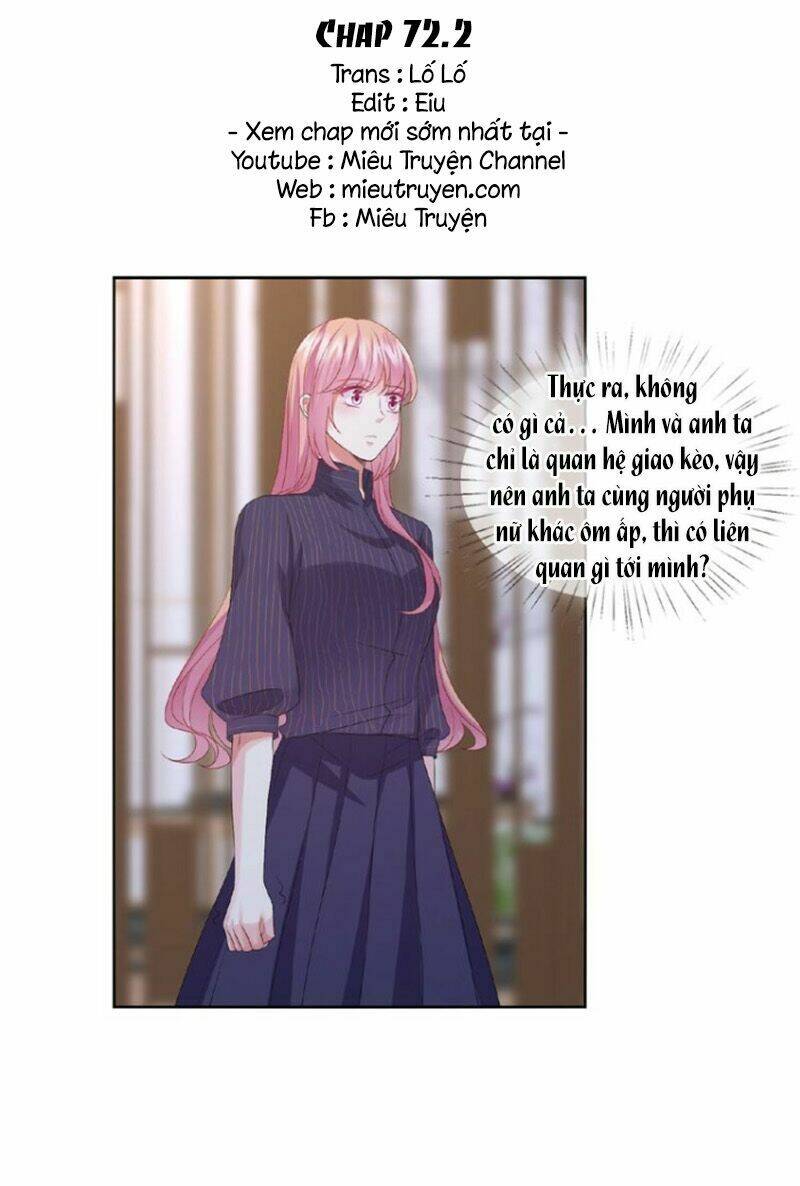 CHAP 72.2
Trans : Lố Lố
Edit : Eiu
- Xem chap mới sớm nhất tại -
Youtube : Miêu Truyện Channel
Web : mieutruyen.com
Fb : Miêu Truyện
Thực ra, không
có gì cả... Mình và anh ta
chỉ là quan hệ giao kèo, vậy
nên anh ta cùng người phụ
nữ khác ôm ấp, thì có liên
quan gì tới mình?